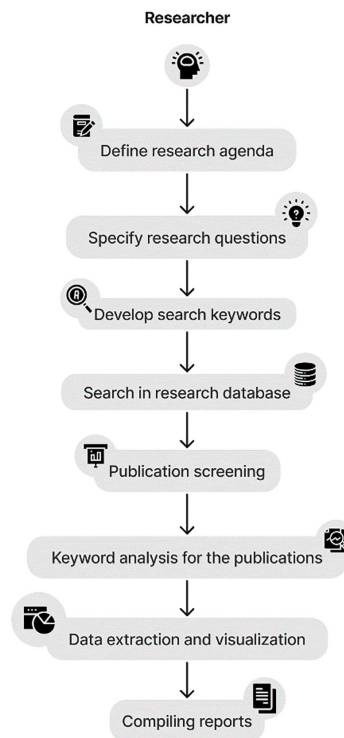 Researcher
Define research agenda
Specify research questions
Develop search keywords
Search in research database
Publication screening
Keyword analysis for the publications
Data extraction and visualization
Compiling reports